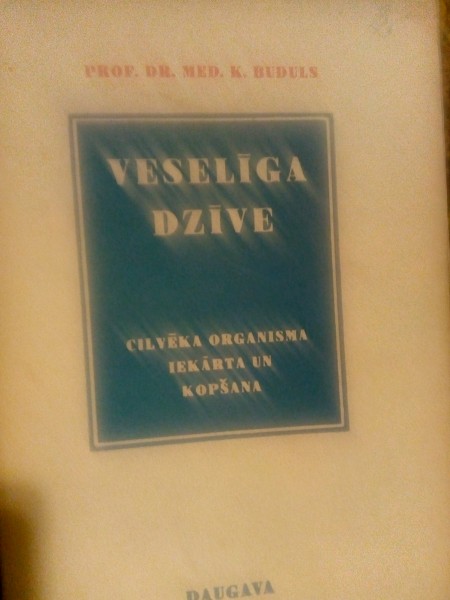 PROF. DR. MED. K. BUDULS
VESELĪGA
DZĪVE
CILVĒKA ORGANISMA
IEKĀRTA UN
KOPŠANA
DAUGAVA